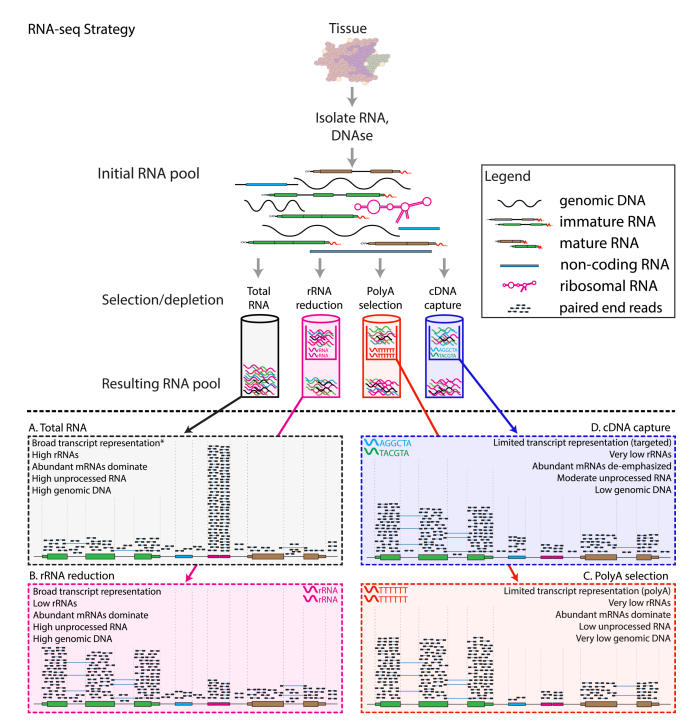 RNA-seq Strategy
Tissue
Isolate RNA,
DNAse
Initial RNA pool
Legend
genomic DNA
immature RNA
mature RNA
non-coding RNA
ribosomal RNA
paired end reads
Selection/depletion
Total
RNA
rRNA
reduction
PolyA
selection
cDNA
capture
rRNA
rRNA
TTTTTT
TTTTTT
AGGCTA
TACGTA
Resulting RNA pool
A. Total RNA
Broad transcript representation*
High rRNAs
Abundant mRNAs dominate
High unprocessed RNA
High genomic DNA
D. cDNA capture
AGGCTA
TACGTA
Limited transcript representation (targeted)
Very low rRNAs
Abundant mRNAs de-emphasized
Moderate unprocessed RNA
Low genomic DNA
B. rRNA reduction
Broad transcript representation
Low rRNAs
Abundant mRNAs dominate
High unprocessed RNA
High genomic DNA
rRNA
rRNA
C. PolyA selection
TTTTTT
TTTTTT
Limited transcript representation (polyA)
Very low rRNAs
Abundant mRNAs dominate
Low unprocessed RNA
Very low genomic DNA